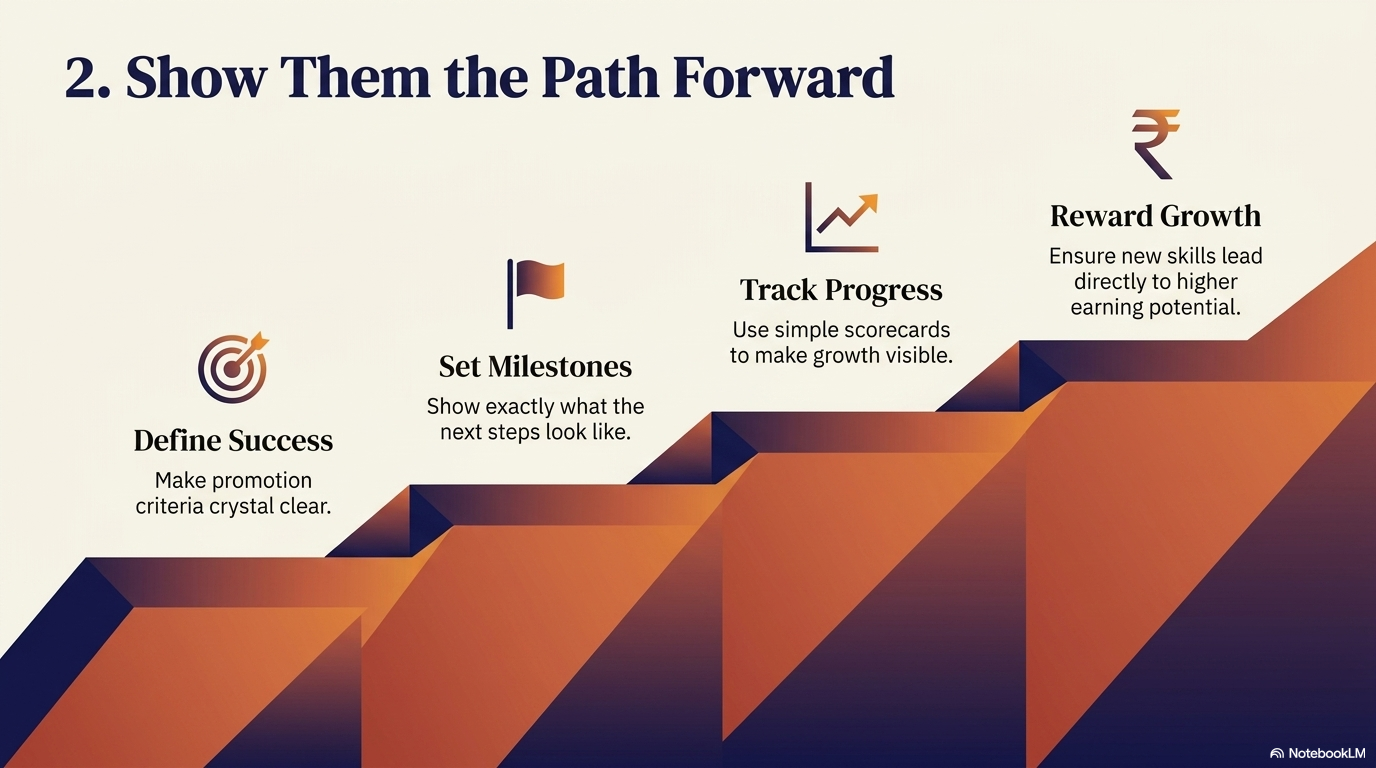 2. Show Them the Path Forward
Define Success
Make promotion
criteria crystal clear.
Set Milestones
Show exactly what the
next steps look like.
Track Progress
Use simple scorecards
to make growth visible.
₹
Reward Growth
Ensure new skills lead
directly to higher
earning potential.
NotebookLM